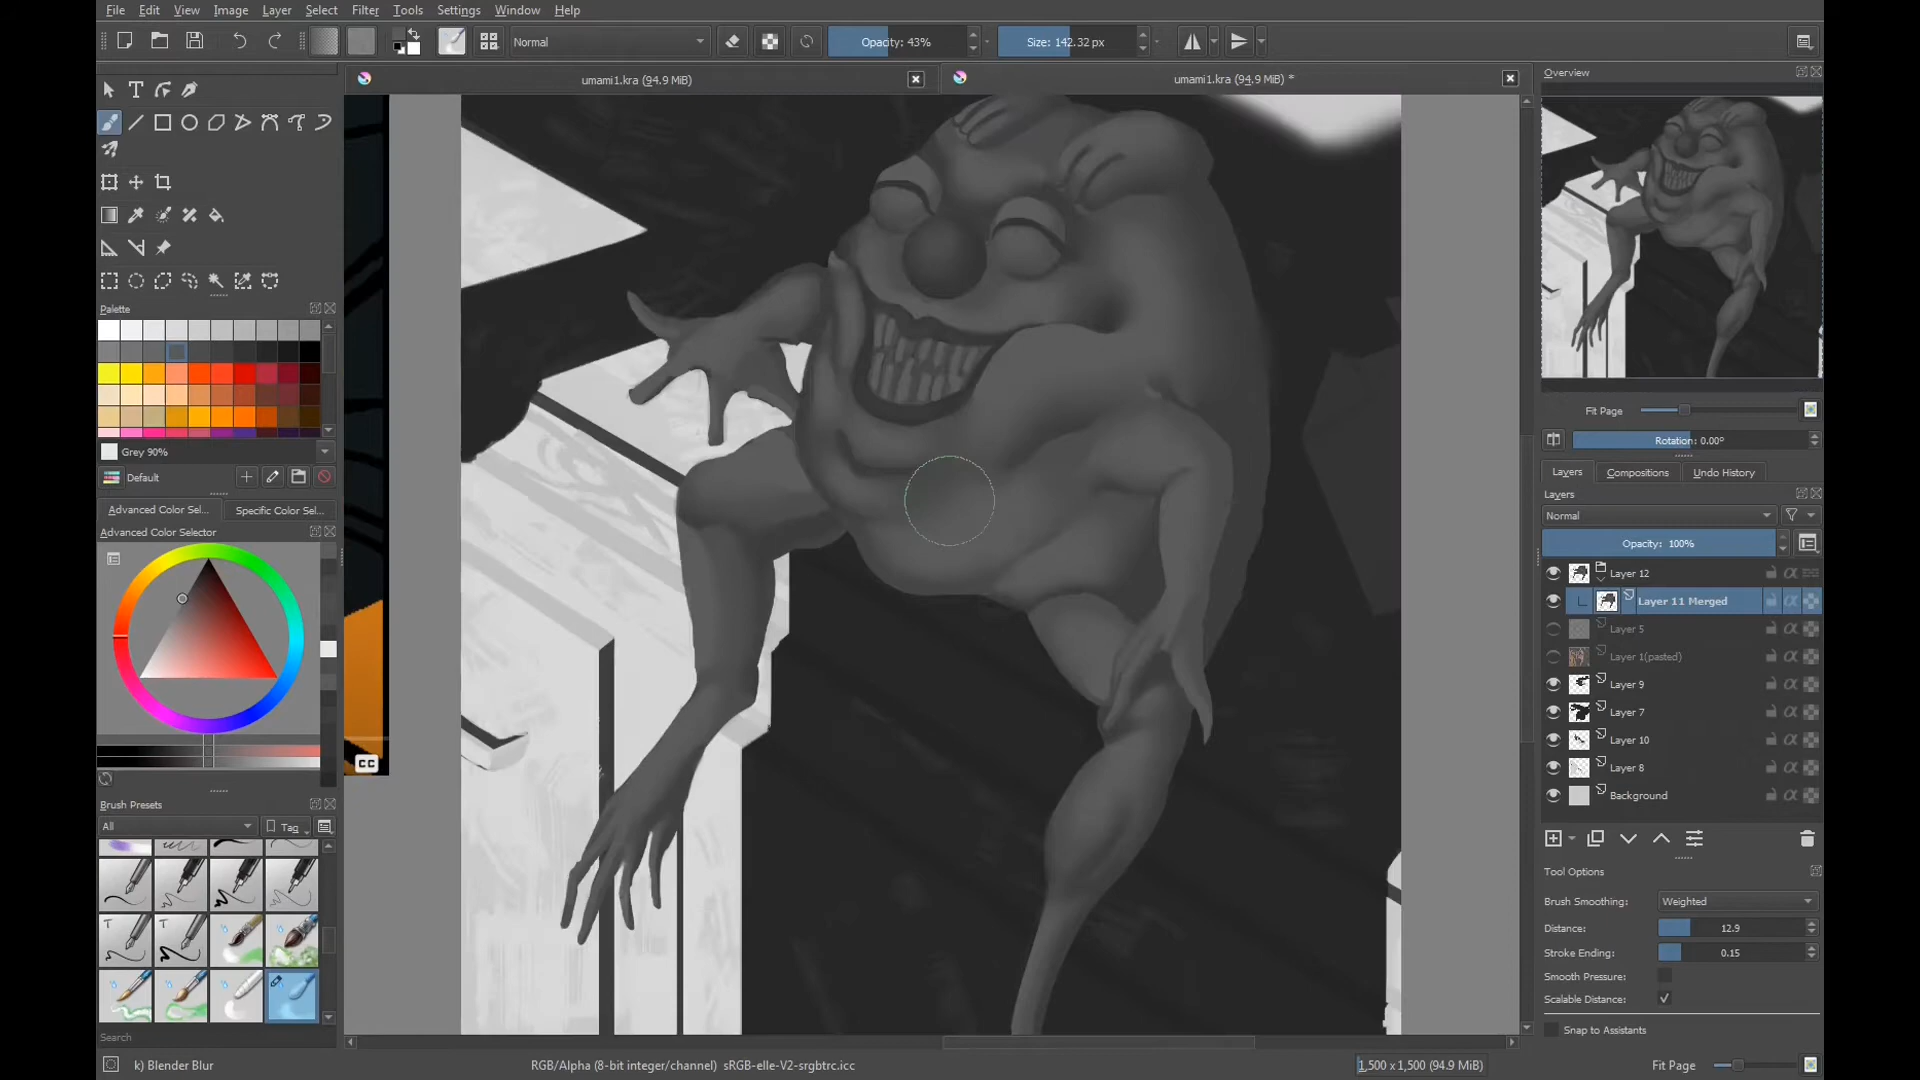 File Edit View Image Layer Select Filter Tools Settings Window Help
Normal
Opacity: 43%
Size: 142.32 px
umami1.kra (94.9 MiB)
umami1.kra (94.9 MiB) *
Overview
Fit Page
Rotation: 0.00°
Layers Compositions Undo History
Layers
Normal
Opacity: 100%
Layer 12
Layer 11 Merged
Layer 5
Layer 1(pasted)
Layer 9
Layer 7
Layer 10
Layer 8
Background
Tool Options
Brush Smoothing: Weighted
Distance: 12.9
Stroke Ending: 0.15
Smooth Pressure:
Scalable Distance:
Snap to Assistants
Palette
Grey 90%
Default
Advanced Color Sel... Specific Color Sel...
Advanced Color Selector
CC
Brush Presets
All
Tag
T
T
Search
k) Blender Blur
RGB/Alpha (8-bit integer/channel) sRGB-elle-V2-srgbtrc.icc
1,500 x 1,500 (94.9 MiB)
Fit Page